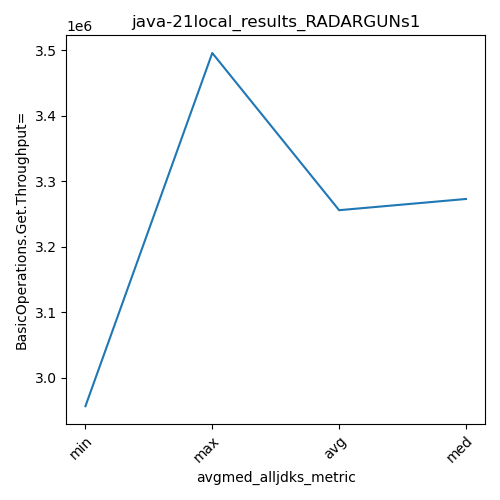 java-21local_results_RADARGUNs1
1e6
3.5
3.4
3.3
3.2
3.1
3.0
BasicOperations.Get.Throughput=
min
max
avg
med
avgmed_alljdks_metric